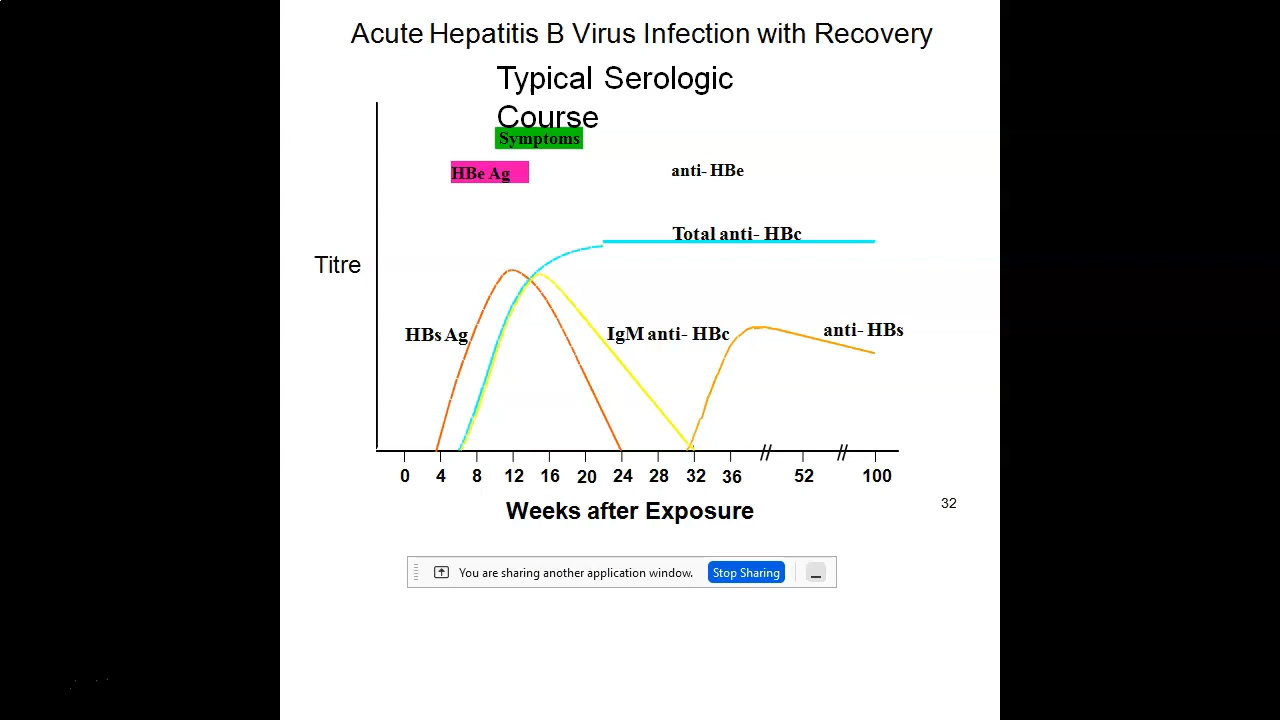 Acute Hepatitis B Virus Infection with Recovery
Typical Serologic
Course
Symptoms
HBe Ag
anti- HBe
Total anti- HBc
Titre
HBs Ag
IgM anti- HBc
anti- HBs
0 4 8 12 16 20 24 28 32 36 52 100
Weeks after Exposure
32
You are sharing another application window. Stop Sharing